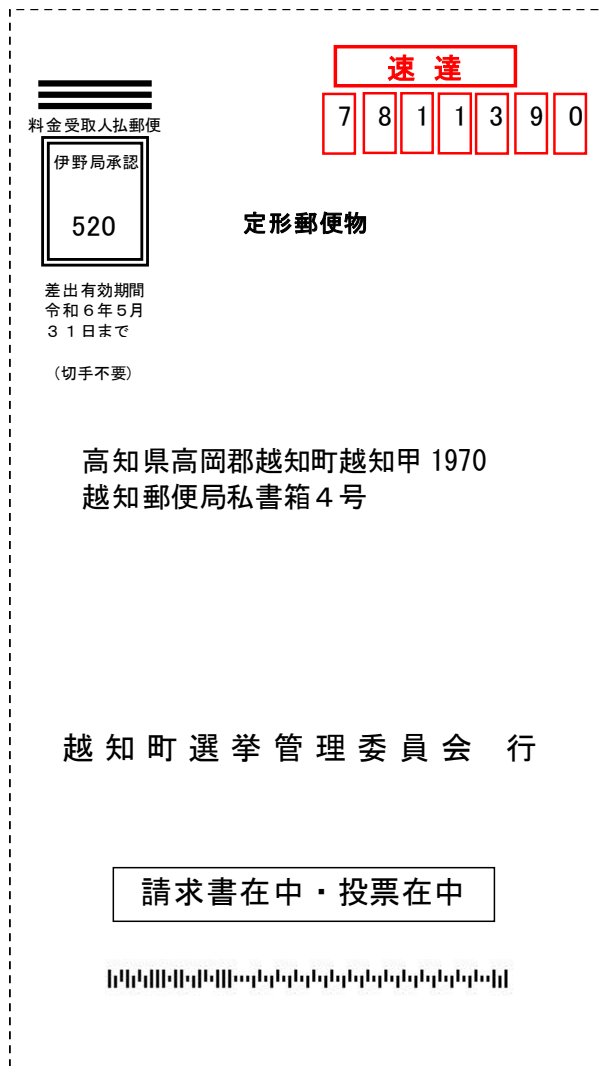 速達
7811390
料金受取人払郵便
伊野局承認
520
定形郵便物
差出有効期間
令和６年５月
３１日まで
（切手不要）
高知県高岡郡越知町越知甲 1970
越知郵便局私書箱４号
越知町選挙管理委員会　行
請求書在中・投票在中